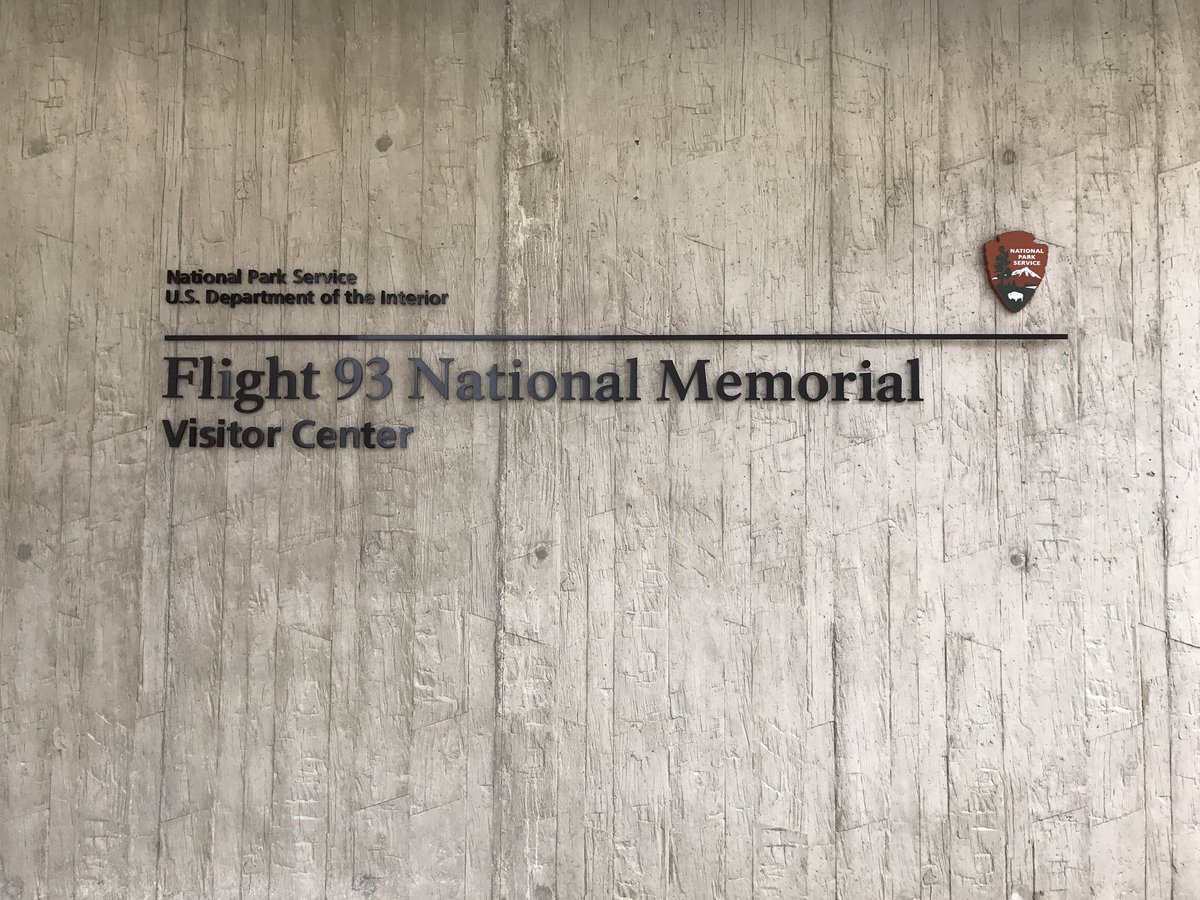 National Park Service
U.S. Department of the Interior
NATIONAL
PARK
SERVICE
Flight 93 National Memorial
Visitor Center